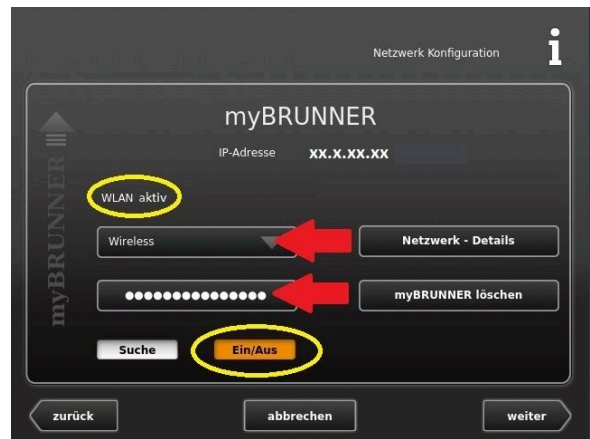 Netzwerk Konfiguration
i
myBRUNNER
myBRUNNER
IP-Adresse XX.X.XX.XX
WLAN aktiv
Wireless
Netzwerk - Details
●●●●●●●●●●●●●●●
myBRUNNER löschen
Suche
Ein/Aus
zurück
abbrechen
weiter